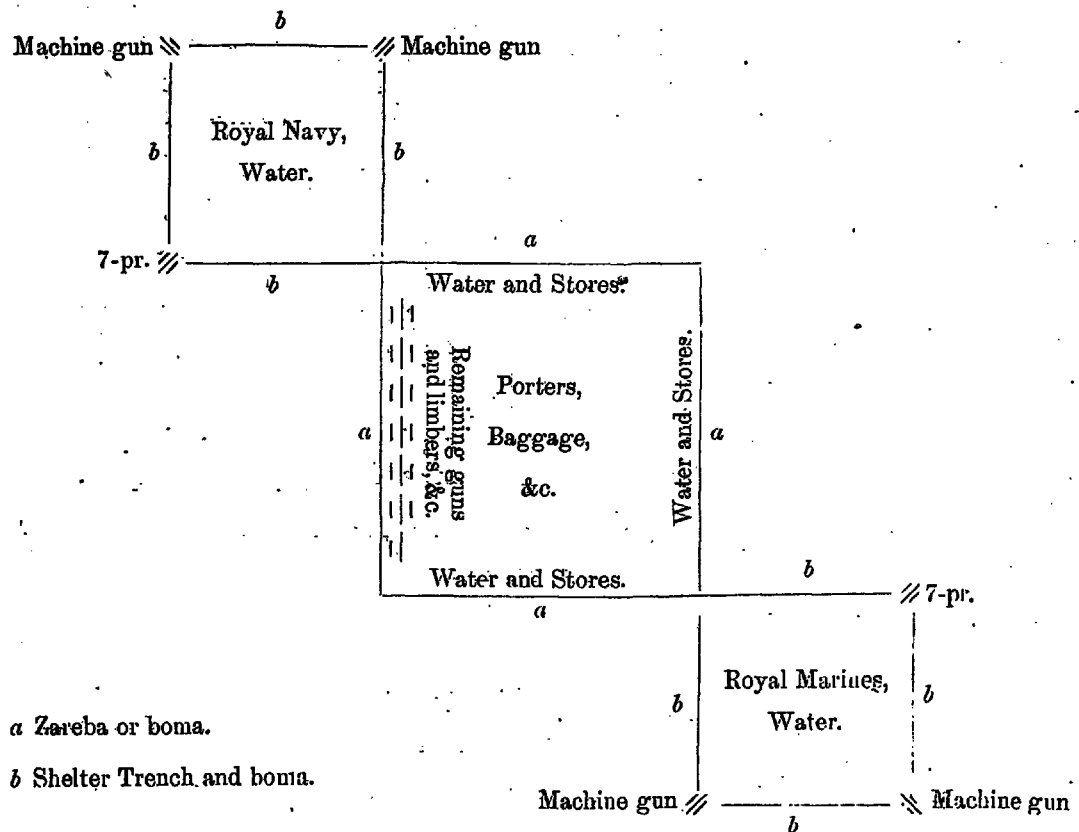 b
Machine gun
Machine gun
b
Royal Navy,
Water.
b
7-pr.
b
a
Water and Stores.
a
Remaining guns
and limbers, &c.
Porters,
Baggage,
&c.
Water and Stores.
a
Water and Stores.
a
b
7-pr.
b
Royal Marines,
Water.
b
Machine gun
Machine gun
b
a Zareba or boma.
b Shelter Trench and boma.